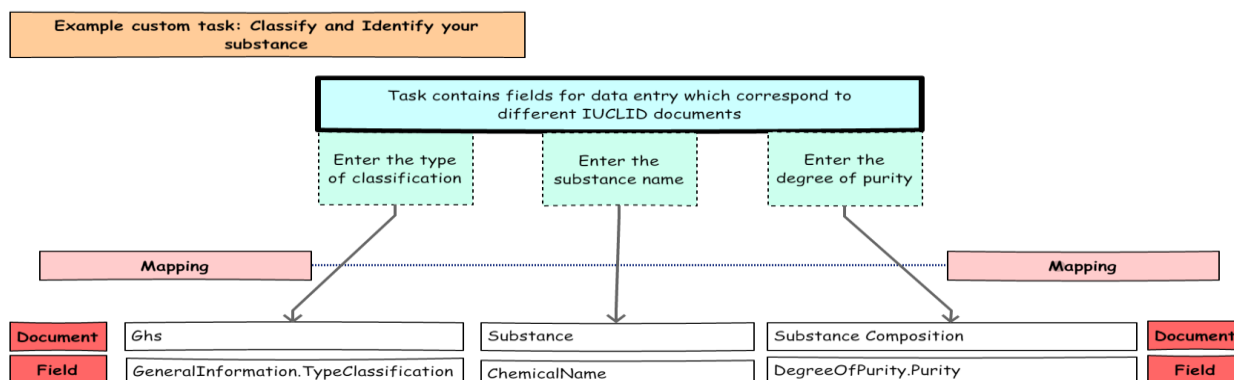 Example custom task: Classify and Identify your
substance
Task contains fields for data entry which correspond to
different IUCLID documents
Enter the type
of classification
Enter the
substance name
Enter the
degree of purity
Mapping
Mapping
Document
Ghs
Substance
Substance Composition
Document
Field
GeneralInformation.TypeClassification
ChemicalName
DegreeOfPurity.Purity
Field